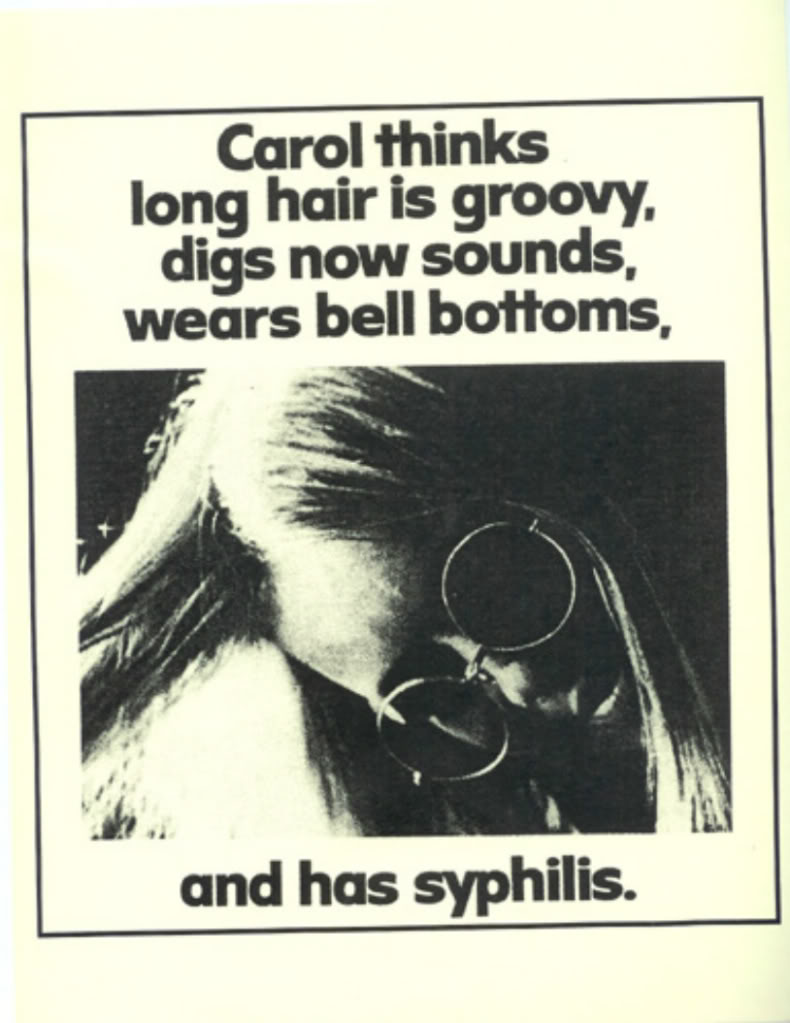 Carol thinks
long hair is groovy,
digs now sounds,
wears bell bottoms,
and has syphilis.